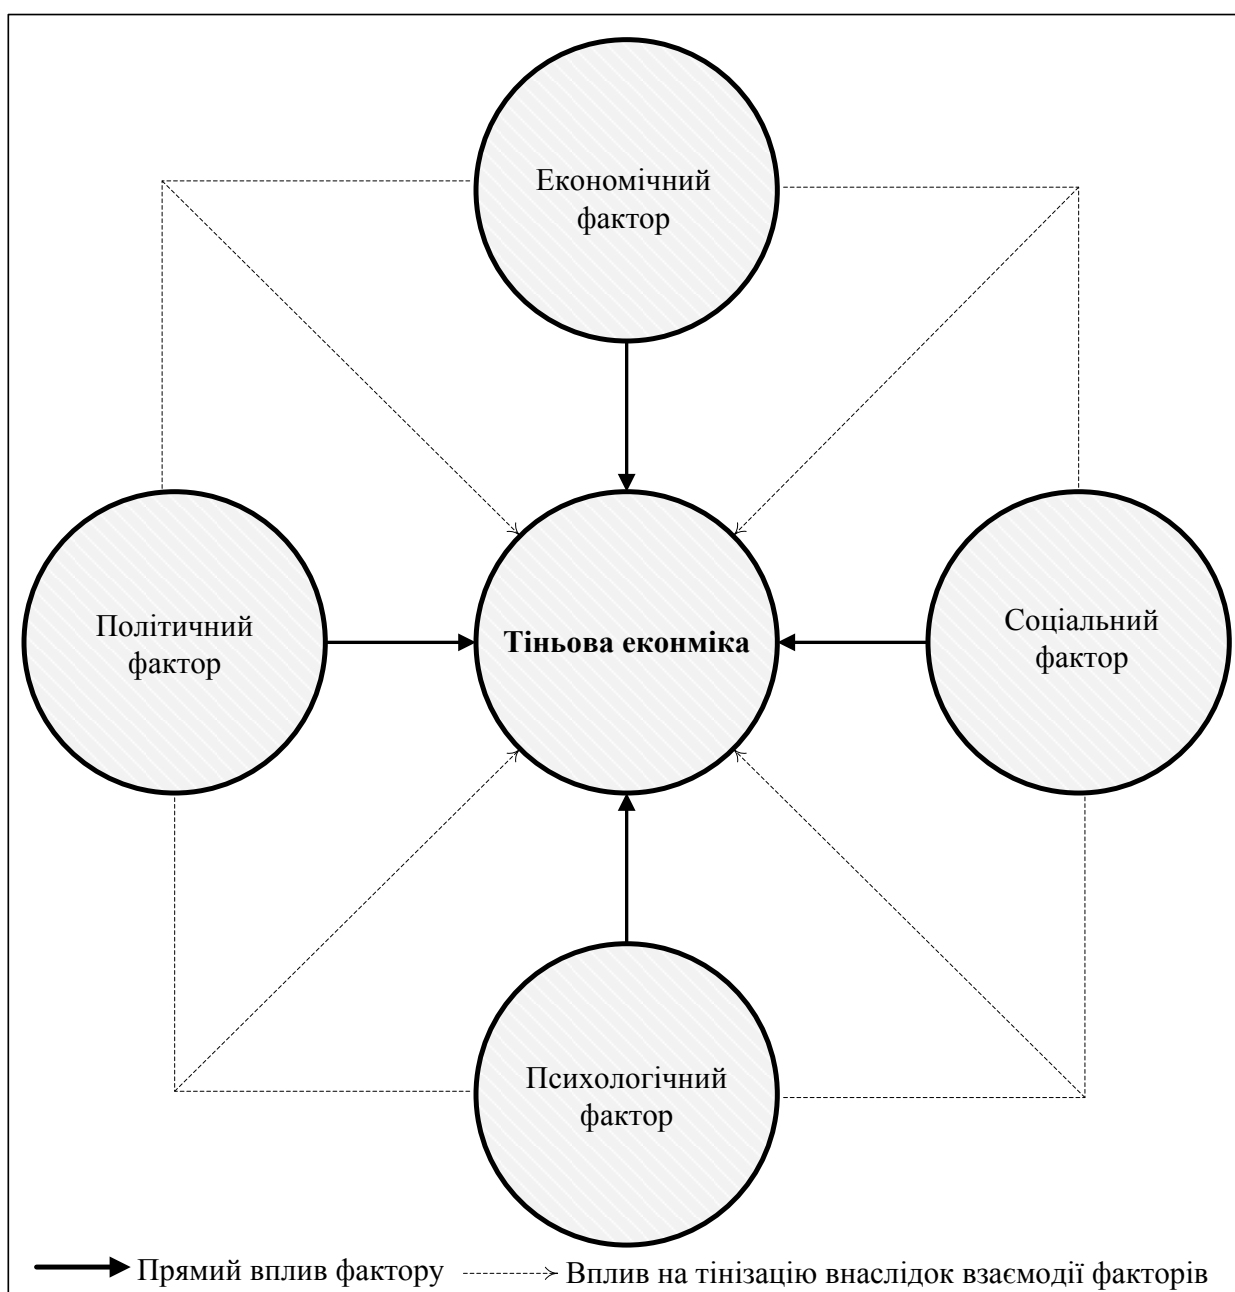 Економічний
фактор
Політичний
фактор
Тіньова еконміка
Соціальний
фактор
Психологічний
фактор
Прямий вплив фактору
Вплив на тінізацію внаслідок взаємодії факторів